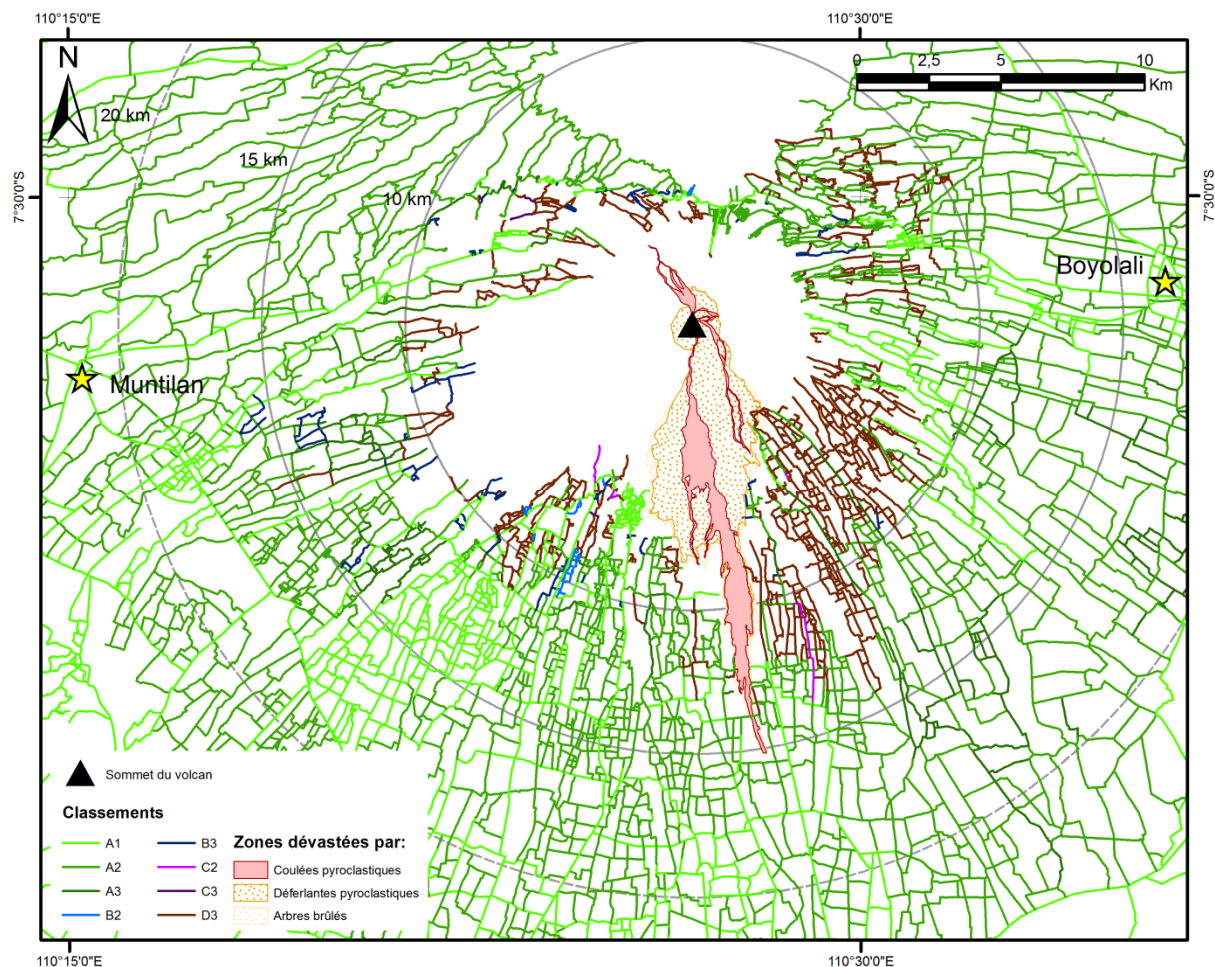 110°15'0"E
110°30'0"E
N
0
2,5
5
10
Km
20 km
15 km
10 km
7°30'0"S
7°30'0"S
Boyolali
Muntilan
Sommet du volcan
Classements
A1
A2
A3
B2
B3
C2
C3
D3
Zones dévastées par:
Coulées pyroclastiques
Déferlantes pyroclastiques
Arbres brûlés
110°15'0"E
110°30'0"E